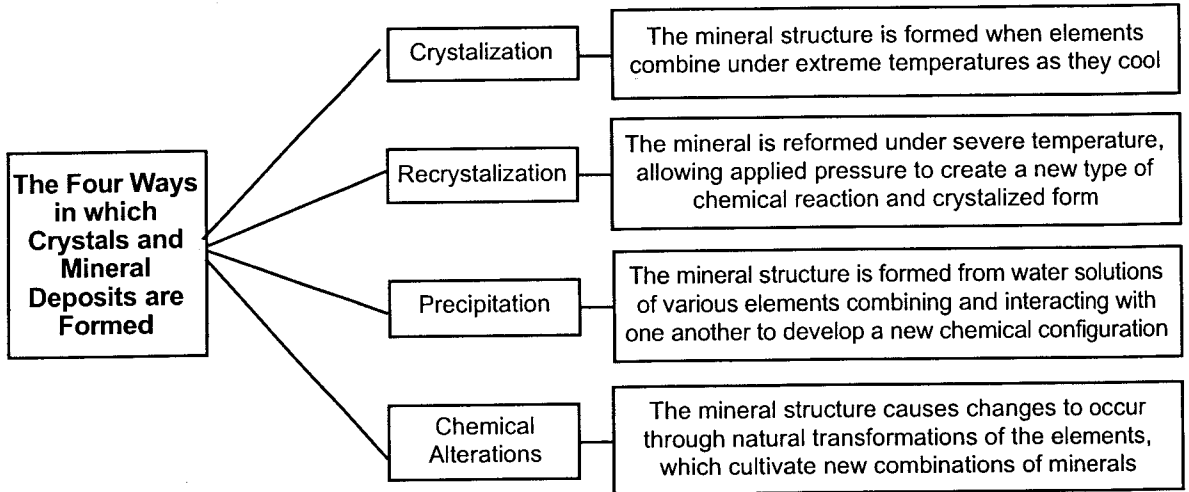 The Four Ways
in which
Crystals and
Mineral
Deposits are
Formed
Crystalization
The mineral structure is formed when elements
combine under extreme temperatures as they cool
Recrystalization
The mineral is reformed under severe temperature,
allowing applied pressure to create a new type of
chemical reaction and crystalized form
Precipitation
The mineral structure is formed from water solutions
of various elements combining and interacting with
one another to develop a new chemical configuration
Chemical
Alterations
The mineral structure causes changes to occur
through natural transformations of the elements,
which cultivate new combinations of minerals